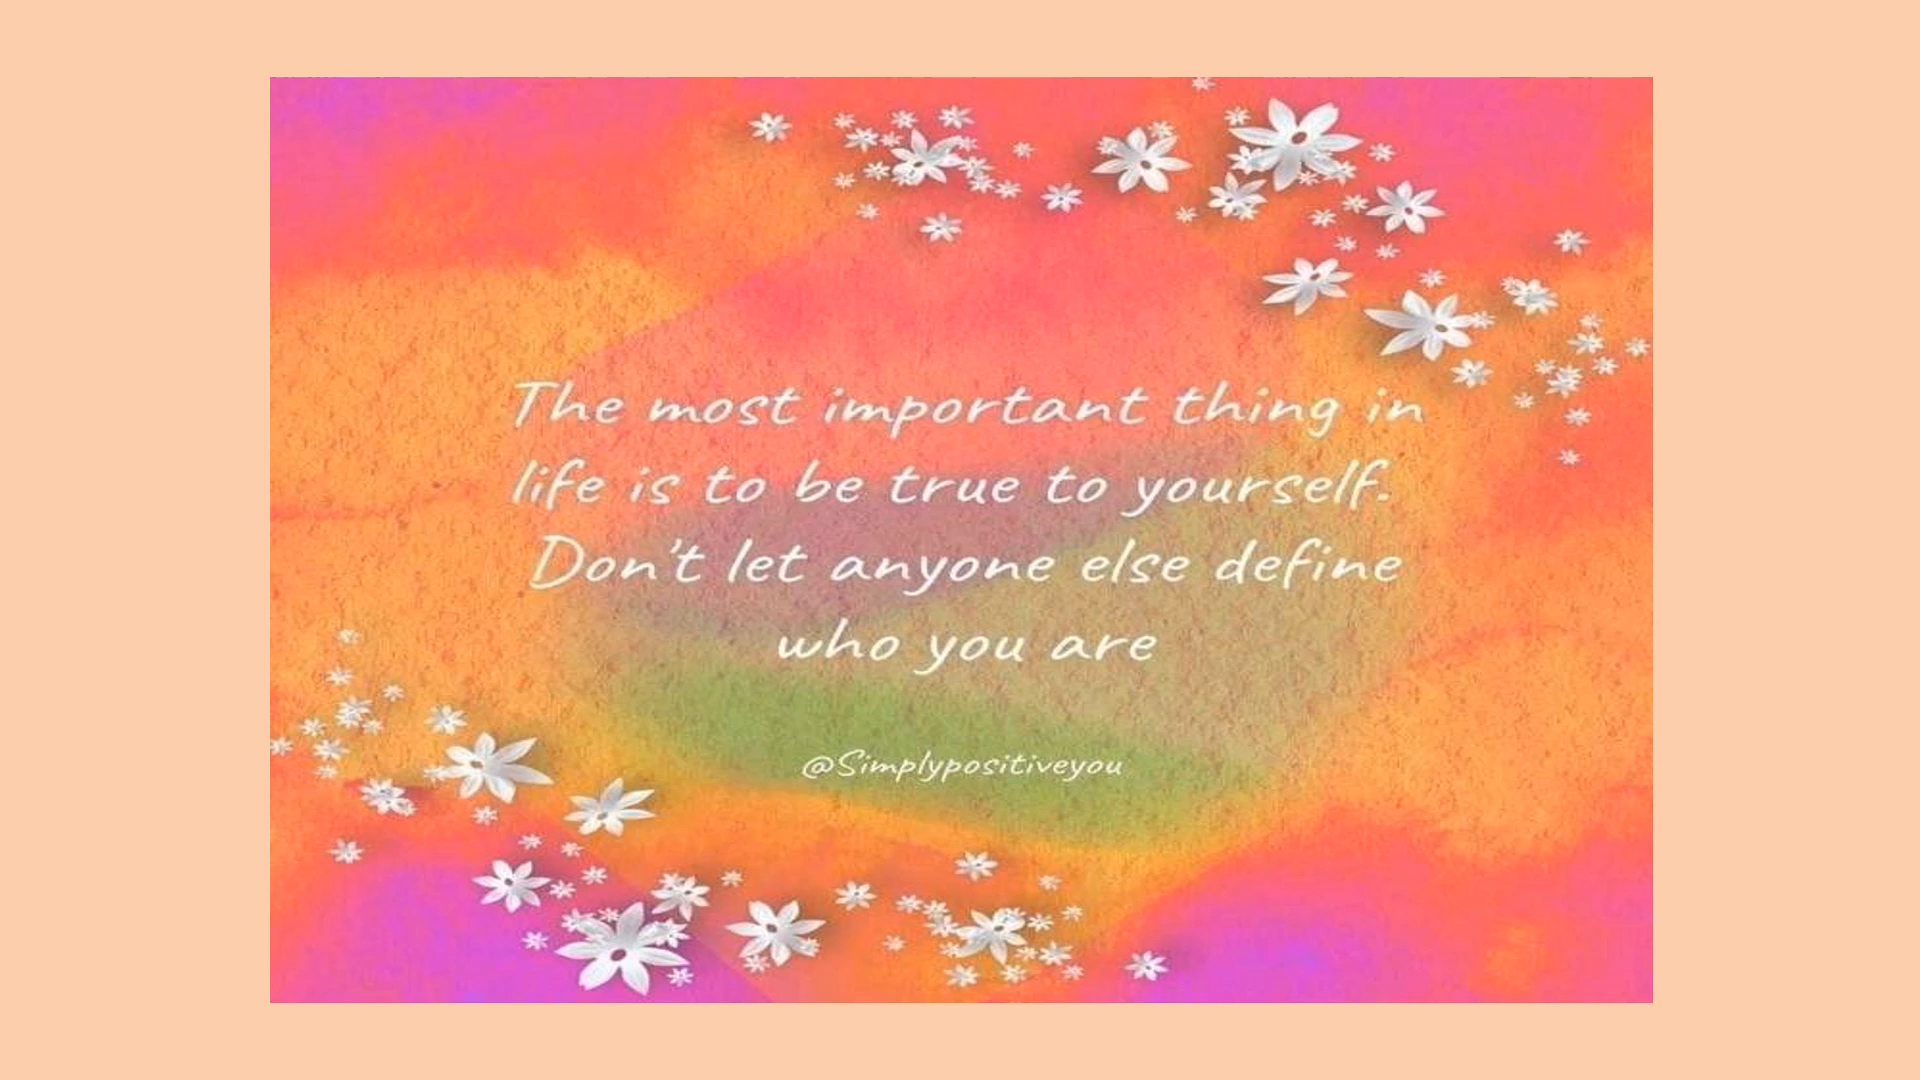 The most important thing in
life is to be true to yourself.
Don't let anyone else define
who you are
@Simplypositiveyou